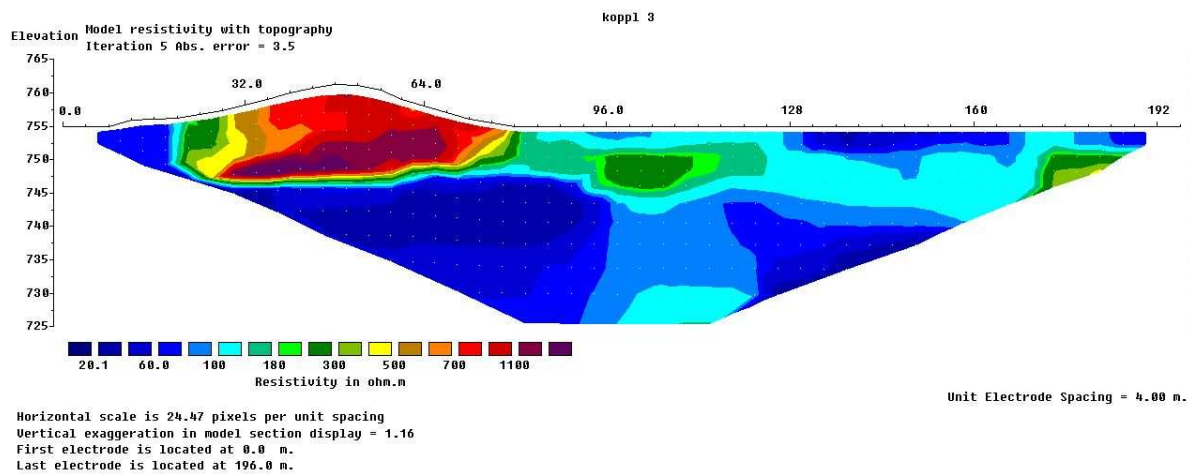 koppl 3
Elevation
Model resistivity with topography
Iteration 5 Abs. error = 3.5
765
760
755
750
745
740
735
730
725
0.0
32.0
64.0
96.0
128
160
192
20.1
60.0
100
180
300
500
700
1100
Resistivity in ohm.m
Unit Electrode Spacing = 4.00 m.
Horizontal scale is 24.47 pixels per unit spacing
Vertical exaggeration in model section display = 1.16
First electrode is located at 0.0 m.
Last electrode is located at 196.0 m.